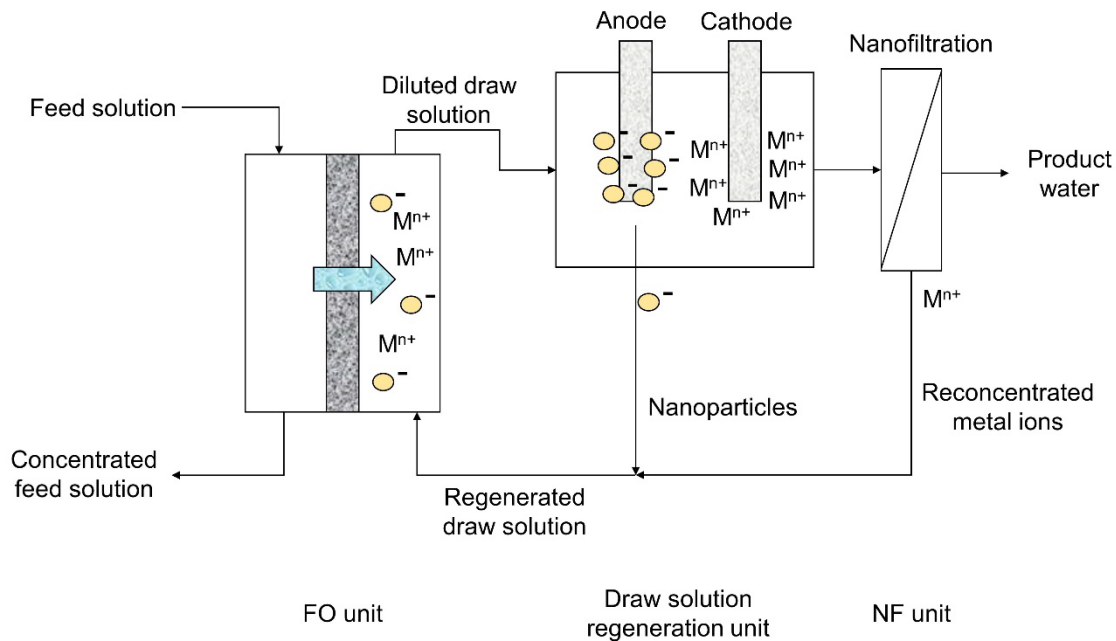 Anode
Cathode
Nanofiltration
Feed solution
Diluted draw
solution
Product
water
-
-
-
-
-
-
Mⁿ⁺
Mⁿ⁺
Mⁿ⁺
Mⁿ⁺
Mⁿ⁺
Mⁿ⁺
-
Mⁿ⁺
Mⁿ⁺
-
Mⁿ⁺
-
-
Mⁿ⁺
Nanoparticles
Reconcentrated
metal ions
Concentrated
feed solution
Regenerated
draw solution
FO unit
Draw solution
regeneration unit
NF unit